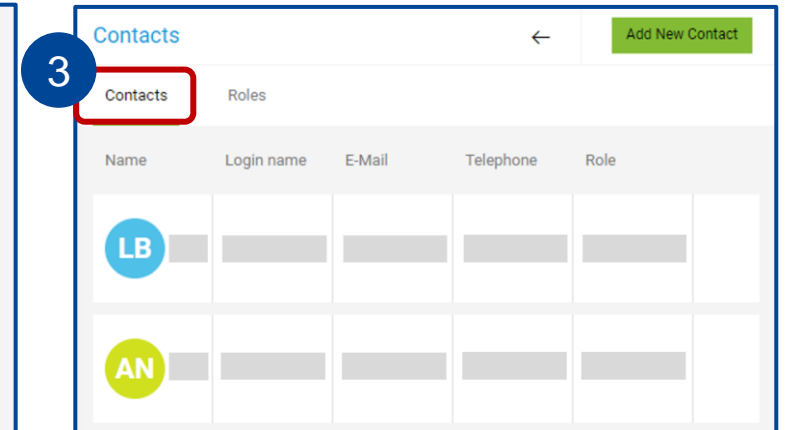 Contacts
←
Add New Contact
3
Contacts Roles
Name Login name E-Mail Telephone Role
LB
AN